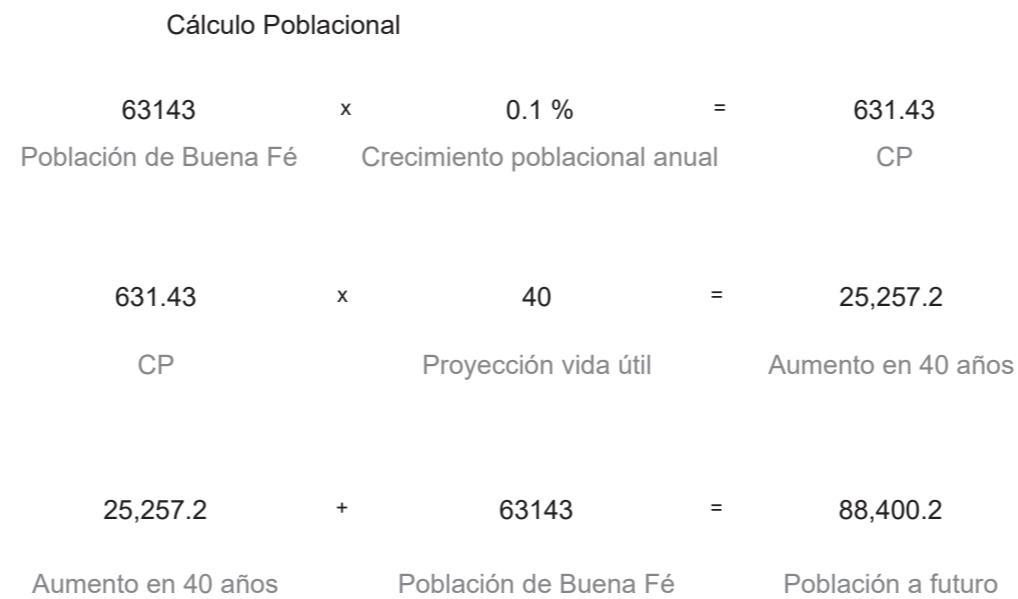 Cálculo Poblacional
63143 x 0.1 % = 631.43
Población de Buena Fé Crecimiento poblacional anual CP
631.43 x 40 = 25,257.2
CP Proyección vida útil Aumento en 40 años
25,257.2 + 63143 = 88,400.2
Aumento en 40 años Población de Buena Fé Población a futuro